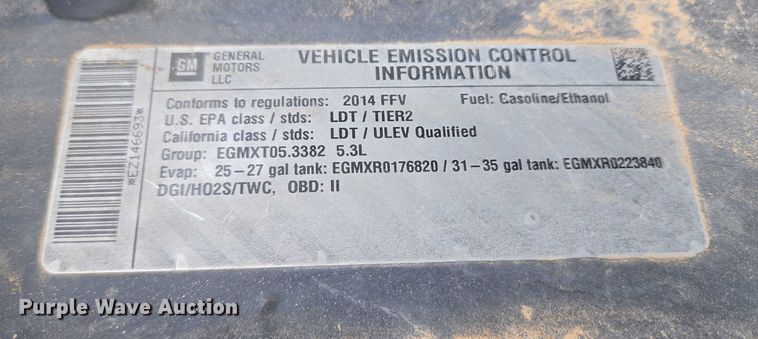 GM
GENERAL
MOTORS
LLC
VEHICLE EMISSION CONTROL
INFORMATION
Conforms to regulations: 2014 FFV Fuel: Gasoline/Ethanol
U.S. EPA class / stds: LDT / TIER2
California class / stds: LDT / ULEV Qualified
Group: EGMXT05.3382 5.3L
Evap: 25-27 gal tank: EGMXR0176820 / 31-35 gal tank: EGMXR0223840
DGI/HO2S/TWC, OBD: II
*EZ146693*
Purple Wave Auction